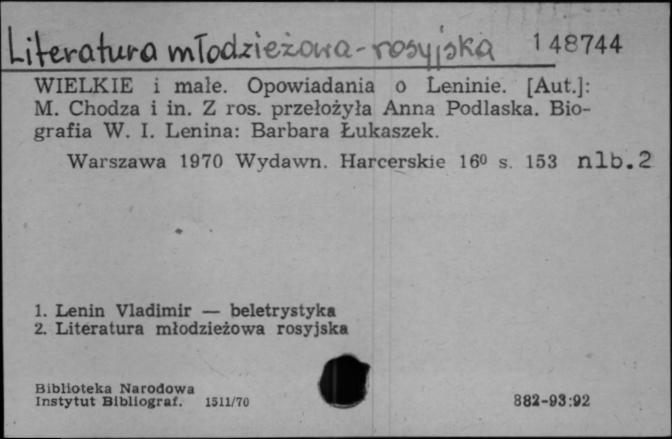 Literatura młodzieżowa - rosyjska 148744
WIELKIE i małe. Opowiadania o Leninie. [Aut.]:
M. Chodza i in. Z ros. przełożyła Anna Podlaska. Bio-
grafia W. I. Lenina: Barbara Łukaszek.
Warszawa 1970 Wydawn. Harcerskie 16⁰ s. 153 nlb.2
1. Lenin Vladimir — beletrystyka
2. Literatura młodzieżowa rosyjska
Biblioteka Narodowa
Instytut Bibliograf. 1511/70
882-93:92